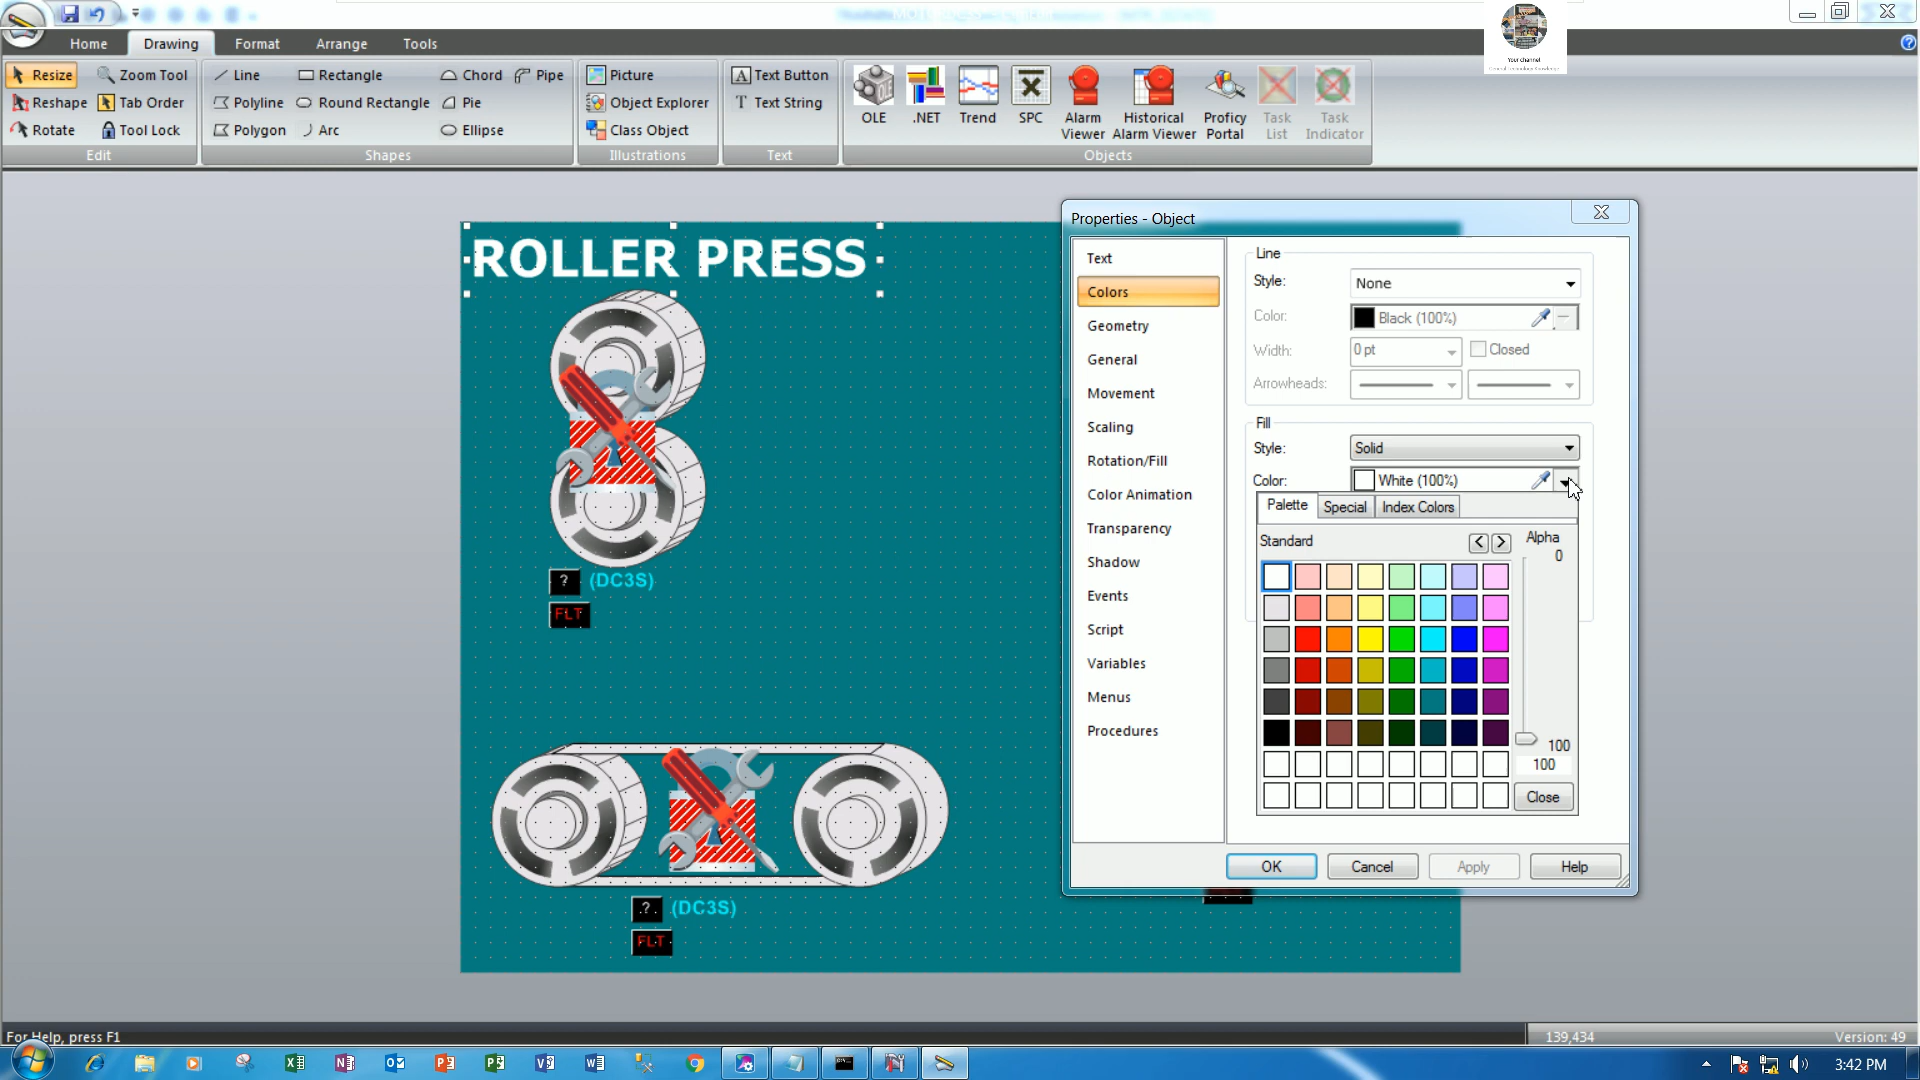 Home Drawing Format Arrange Tools
Your channel
Resize Zoom Tool Line Rectangle Chord Pipe Picture Text Button
Reshape Tab Order Polyline Round Rectangle Pie Object Explorer T Text String
Rotate Tool Lock Polygon Arc Ellipse Class Object
OLE .NET Trend SPC Alarm Viewer Historical Alarm Viewer Proficy Portal Task List Task Indicator
Edit Shapes Illustrations Text Objects
ROLLER PRESS
? (DC3S)
FLT
.?. (DC3S)
FLT
Properties - Object
Text
Colors
Geometry
General
Movement
Scaling
Rotation/Fill
Color Animation
Transparency
Shadow
Events
Script
Variables
Menus
Procedures
Line
Style: None
Color: Black (100%)
Width: 0 pt Closed
Arrowheads:
Fill
Style: Solid
Color: White (100%)
Palette Special Index Colors
Standard < > Alpha
0
100
100
Close
OK Cancel Apply Help
For Help, press F1 139,434 Version: 49
3:42 PM